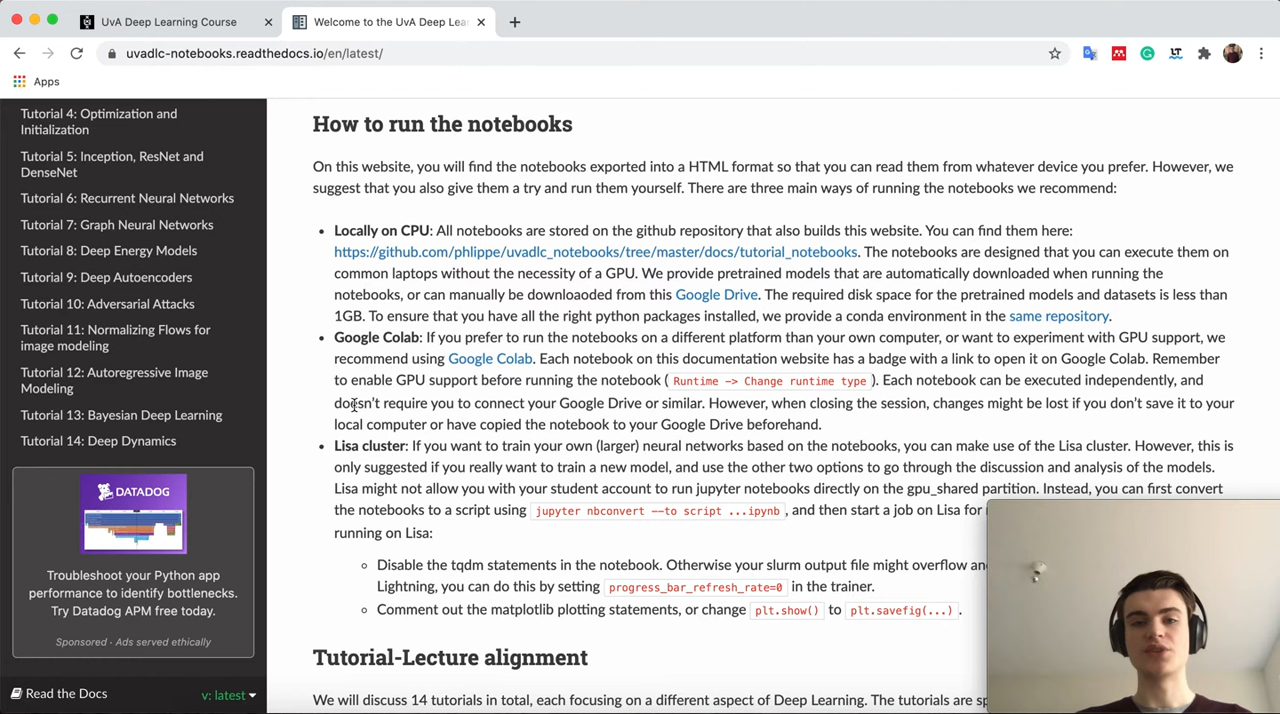 UvA Deep Learning Course
Welcome to the UvA Deep Lea
uvadlc-notebooks.readthedocs.io/en/latest/
Apps
Tutorial 4: Optimization and
Initialization
Tutorial 5: Inception, ResNet and
DenseNet
Tutorial 6: Recurrent Neural Networks
Tutorial 7: Graph Neural Networks
Tutorial 8: Deep Energy Models
Tutorial 9: Deep Autoencoders
Tutorial 10: Adversarial Attacks
Tutorial 11: Normalizing Flows for
image modeling
Tutorial 12: Autoregressive Image
Modeling
Tutorial 13: Bayesian Deep Learning
Tutorial 14: Deep Dynamics
DATADOG
Troubleshoot your Python app
performance to identify bottlenecks.
Try Datadog APM free today.
Sponsored · Ads served ethically
Read the Docs
v: latest
How to run the notebooks
On this website, you will find the notebooks exported into a HTML format so that you can read them from whatever device you prefer. However, we
suggest that you also give them a try and run them yourself. There are three main ways of running the notebooks we recommend:
• Locally on CPU: All notebooks are stored on the github repository that also builds this website. You can find them here:
https://github.com/phlippe/uvadlc_notebooks/tree/master/docs/tutorial_notebooks. The notebooks are designed that you can execute them on
common laptops without the necessity of a GPU. We provide pretrained models that are automatically downloaded when running the
notebooks, or can manually be downloaoded from this Google Drive. The required disk space for the pretrained models and datasets is less than
1GB. To ensure that you have all the right python packages installed, we provide a conda environment in the same repository.
• Google Colab: If you prefer to run the notebooks on a different platform than your own computer, or want to experiment with GPU support, we
recommend using Google Colab. Each notebook on this documentation website has a badge with a link to open it on Google Colab. Remember
to enable GPU support before running the notebook ( Runtime -> Change runtime type ). Each notebook can be executed independently, and
doesn't require you to connect your Google Drive or similar. However, when closing the session, changes might be lost if you don't save it to your
local computer or have copied the notebook to your Google Drive beforehand.
• Lisa cluster: If you want to train your own (larger) neural networks based on the notebooks, you can make use of the Lisa cluster. However, this is
only suggested if you really want to train a new model, and use the other two options to go through the discussion and analysis of the models.
Lisa might not allow you with your student account to run jupyter notebooks directly on the gpu_shared partition. Instead, you can first convert
the notebooks to a script using jupyter nbconvert --to script ...ipynb , and then start a job on Lisa for
running on Lisa:
Disable the tqdm statements in the notebook. Otherwise your slurm output file might overflow
Lightning, you can do this by setting progress_bar_refresh_rate=0 in the trainer.
Comment out the matplotlib plotting statements, or change plt.show() to plt.savefig(...) .
Tutorial-Lecture alignment
We will discuss 14 tutorials in total, each focusing on a different aspect of Deep Learning. The tutorials are